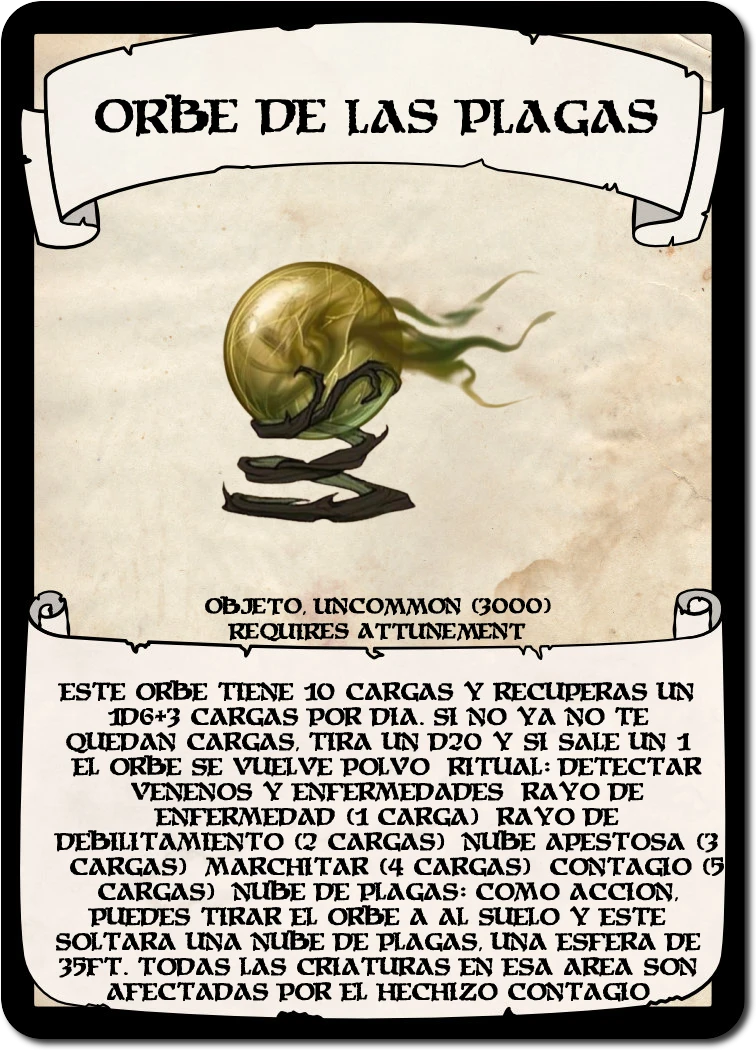 ORBE DE LAS PLAGAS
OBJETO, UNCOMMON (3000)
REQUIRES ATTUNEMENT
ESTE ORBE TIENE 10 CARGAS Y RECUPERAS UN
1D6+3 CARGAS POR DIA. SI NO YA NO TE
QUEDAN CARGAS, TIRA UN D20 Y SI SALE UN 1
EL ORBE SE VUELVE POLVO RITUAL: DETECTAR
VENENOS Y ENFERMEDADES RAYO DE
ENFERMEDAD (1 CARGA) RAYO DE
DEBILITAMIENTO (2 CARGAS) NUBE APESTOSA (3
CARGAS) MARCHITAR (4 CARGAS) CONTAGIO (5
CARGAS) NUBE DE PLAGAS: COMO ACCION,
PUEDES TIRAR EL ORBE A AL SUELO Y ESTE
SOLTARA UNA NUBE DE PLAGAS, UNA ESFERA DE
35FT. TODAS LAS CRIATURAS EN ESA AREA SON
AFECTADAS POR EL HECHIZO CONTAGIO